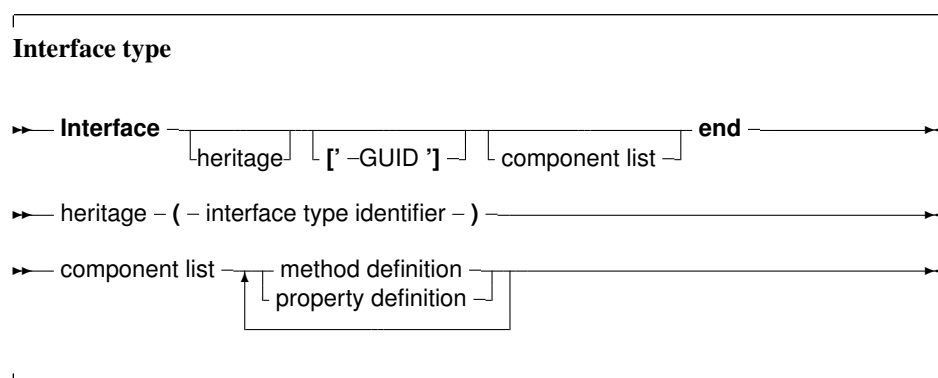 Interface type
Interface heritage [' GUID '] component list end
heritage ( interface type identifier )
component list method definition
property definition